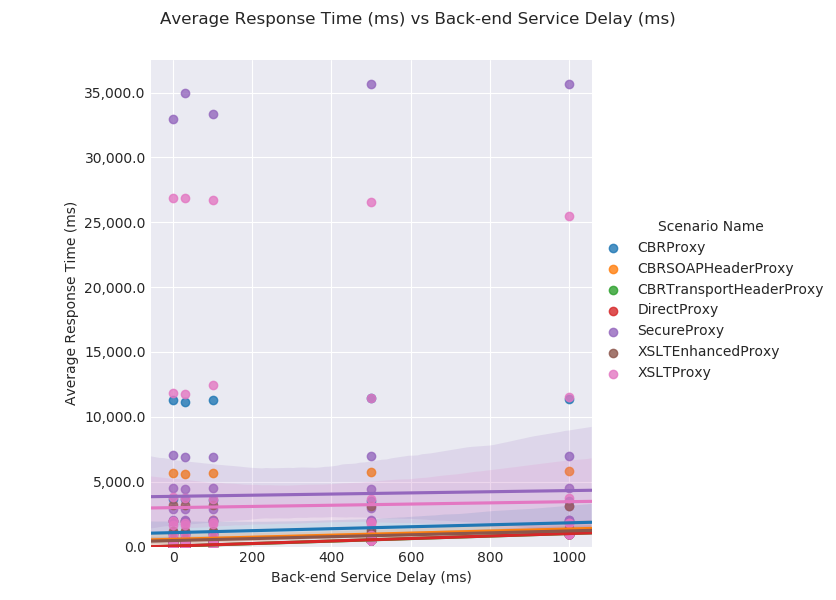 Average Response Time (ms) vs Back-end Service Delay (ms)
35,000.0
30,000.0
25,000.0
20,000.0
15,000.0
10,000.0
5,000.0
0.0
Average Response Time (ms)
0 200 400 600 800 1000
Back-end Service Delay (ms)
Scenario Name
CBRProxy
CBRSOAPHeaderProxy
CBRTransportHeaderProxy
DirectProxy
SecureProxy
XSLTEnhancedProxy
XSLTProxy